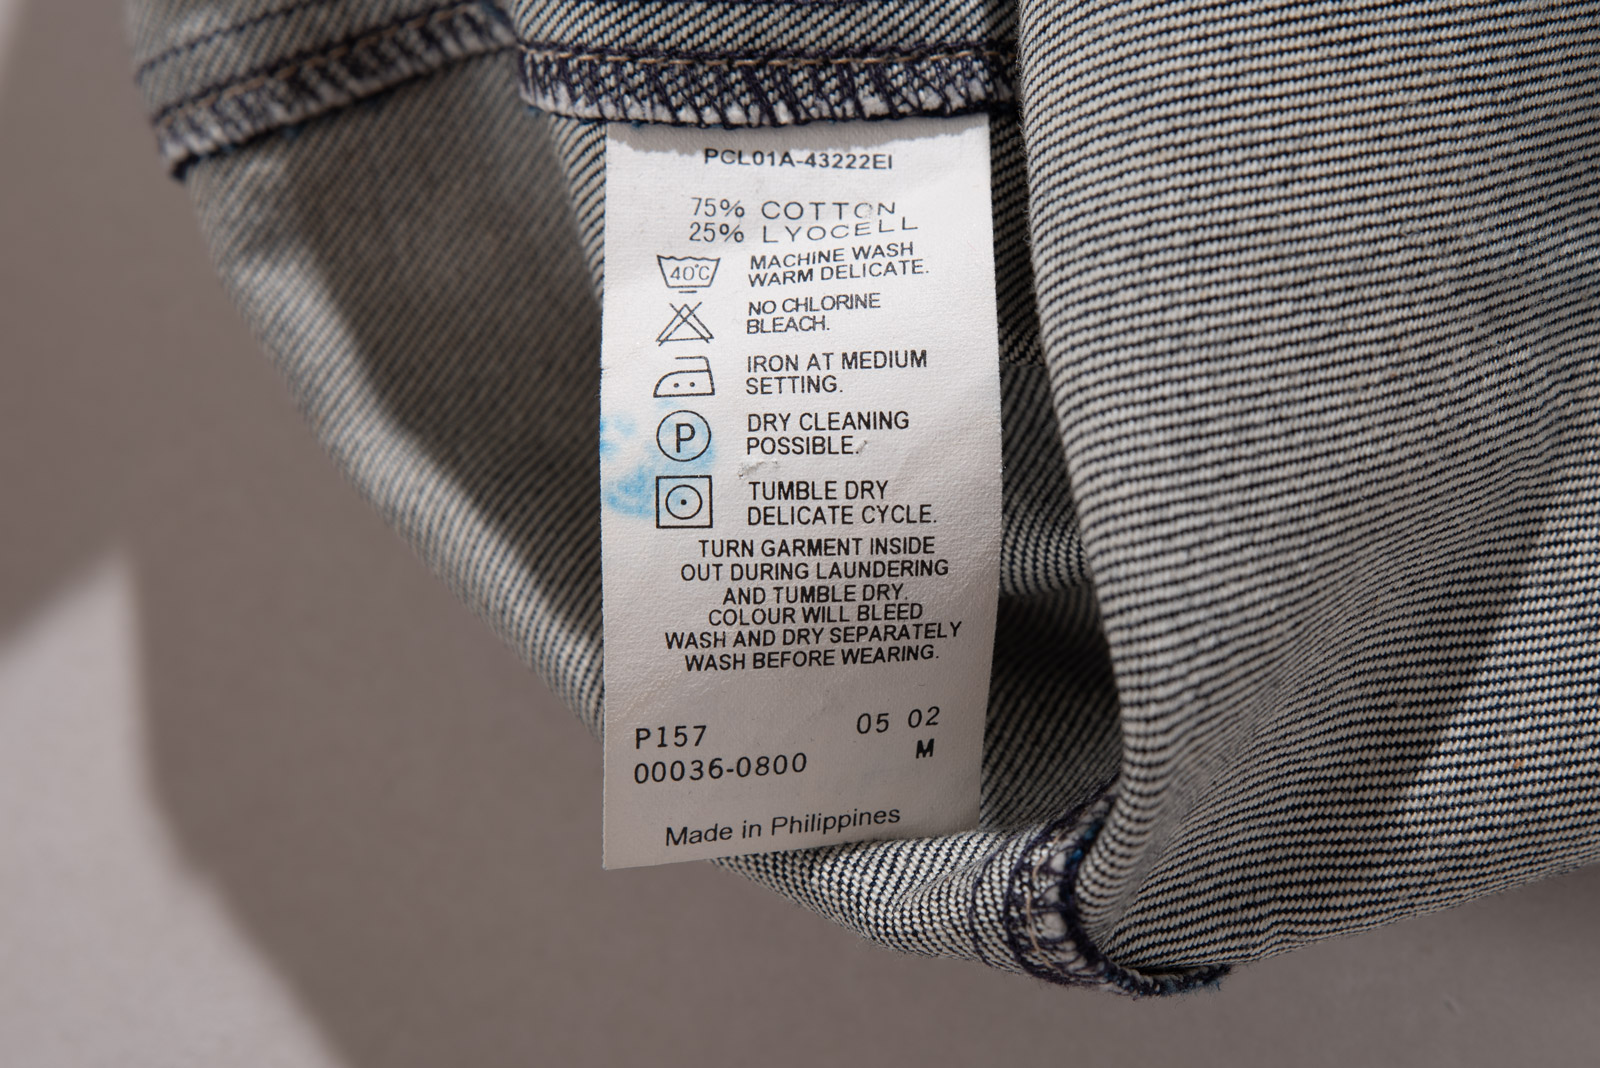 PCL01A-43222EI
75% COTTON
25% LYOCELL
40°C MACHINE WASH
WARM DELICATE.
NO CHLORINE
BLEACH.
IRON AT MEDIUM
SETTING.
P DRY CLEANING
POSSIBLE.
TUMBLE DRY
DELICATE CYCLE.
TURN GARMENT INSIDE
OUT DURING LAUNDERING
AND TUMBLE DRY.
COLOUR WILL BLEED
WASH AND DRY SEPARATELY
WASH BEFORE WEARING.
P157 05 02
00036-0800 M
Made in Philippines